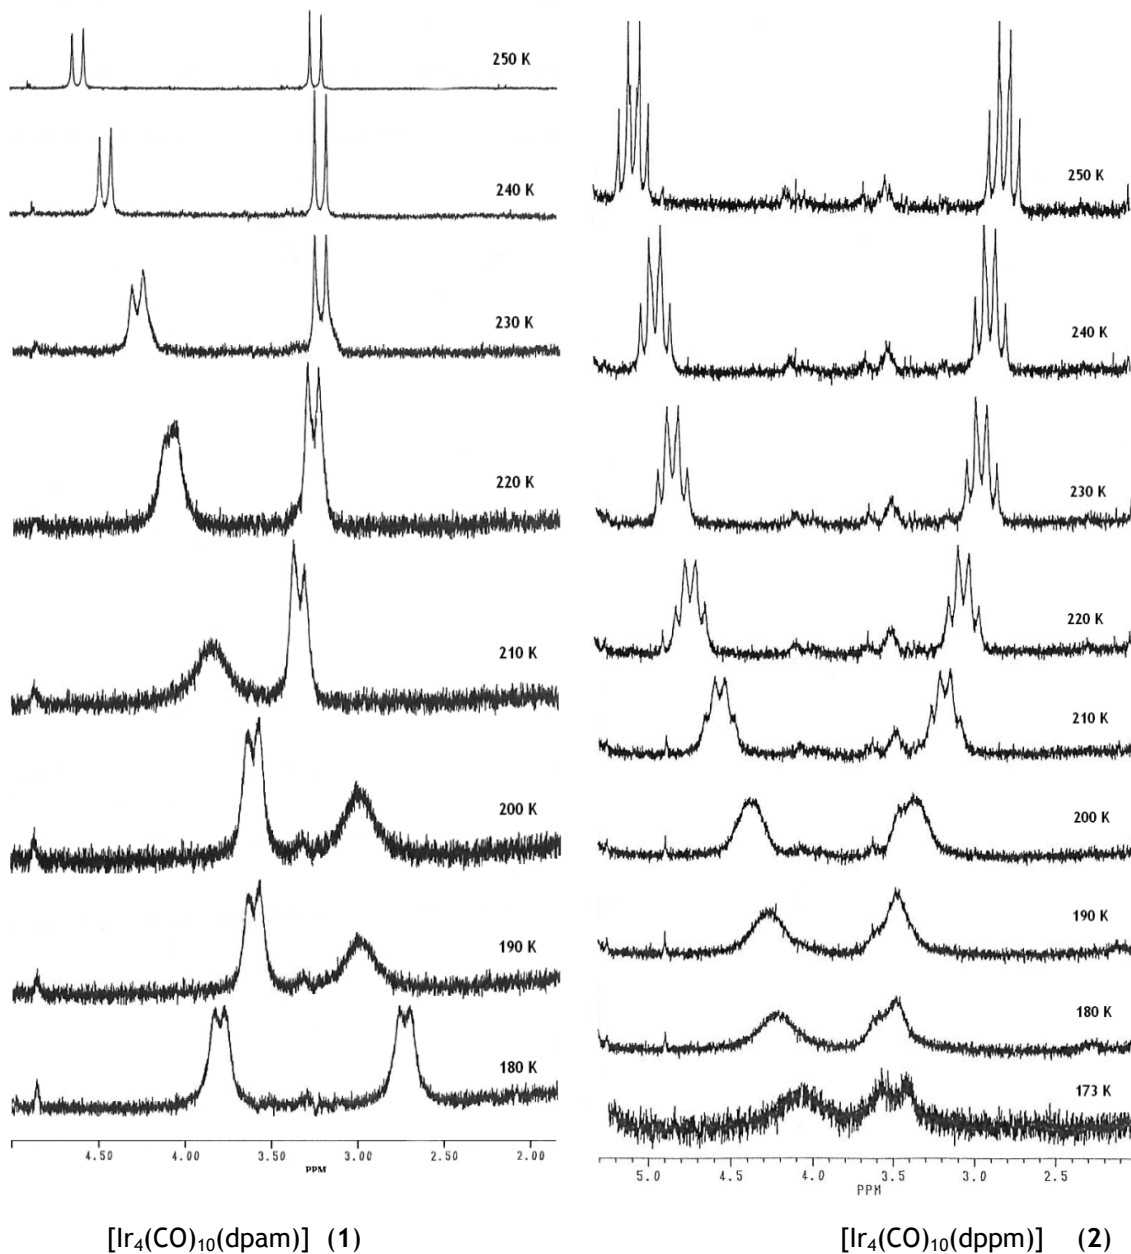 250 K
240 K
230 K
220 K
210 K
200 K
190 K
180 K
4.50 4.00 3.50 3.00 2.50 2.00
PPM
[Ir₄(CO)₁₀(dpam)] (1)
250 K
240 K
230 K
220 K
210 K
200 K
190 K
180 K
173 K
5.0 4.5 4.0 3.5 3.0 2.5
PPM
[Ir₄(CO)₁₀(dppm)] (2)